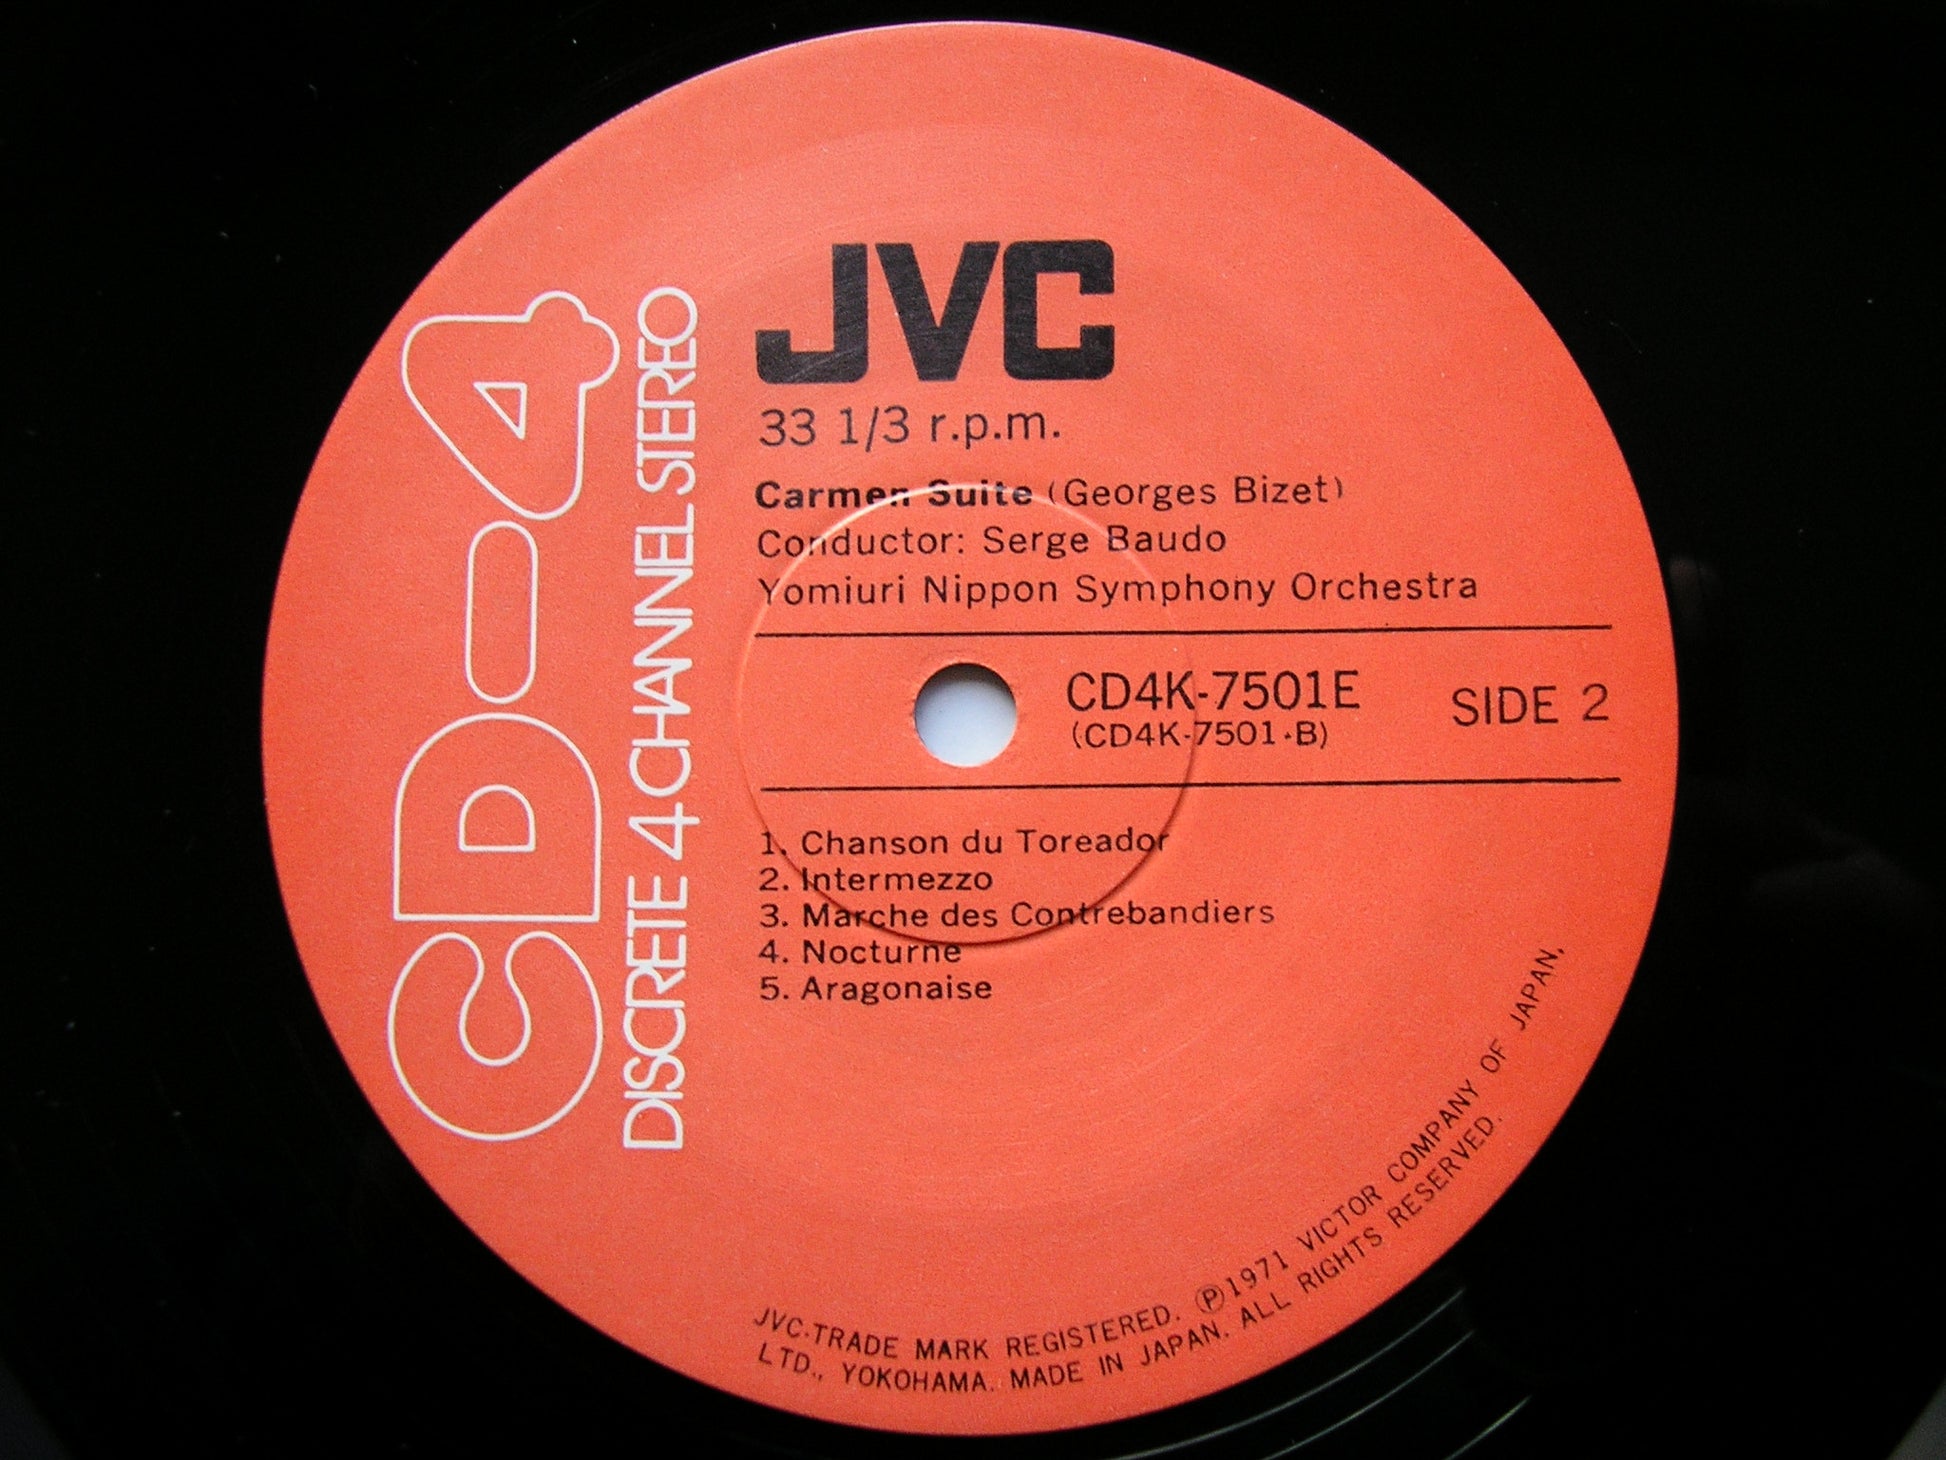 CD-4
DISCRETE 4 CHANNEL STEREO
JVC
33 1/3 r.p.m.
Carmen Suite (Georges Bizet)
Conductor: Serge Baudo
Yomiuri Nippon Symphony Orchestra
CD4K-7501E
(CD4K-7501-B)
SIDE 2
1. Chanson du Toreador
2. Intermezzo
3. Marche des Contrebandiers
4. Nocturne
5. Aragonaise
JVC-TRADE MARK REGISTERED. ℗1971 VICTOR COMPANY OF JAPAN,
LTD., YOKOHAMA. MADE IN JAPAN. ALL RIGHTS RESERVED.